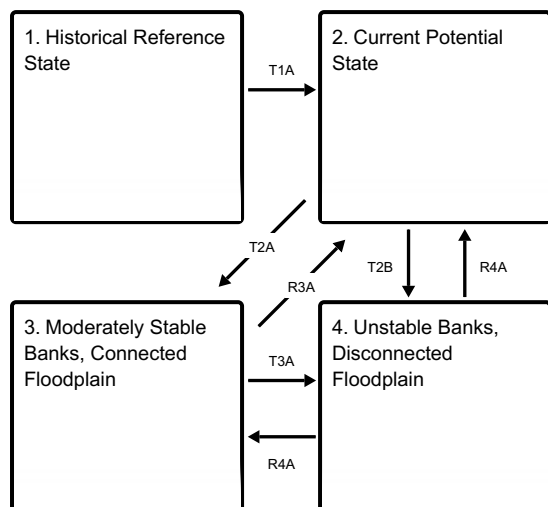 1. Historical Reference
State
2. Current Potential
State
T1A
T2A
R3A
T2B
R4A
3. Moderately Stable
Banks, Connected
Floodplain
4. Unstable Banks,
Disconnected
Floodplain
T3A
R4A